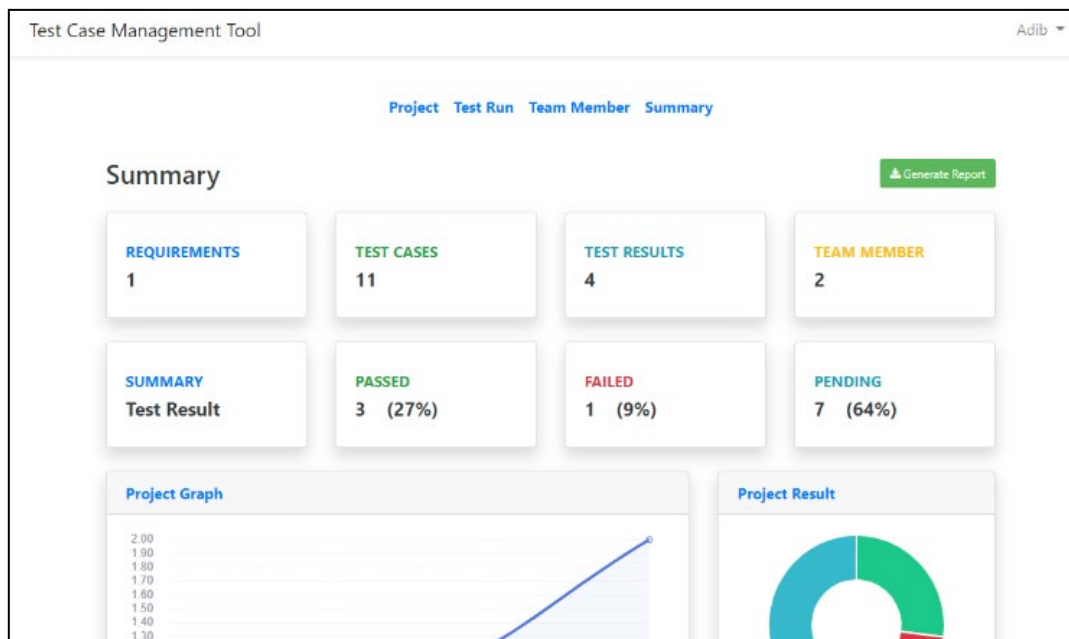 Test Case Management Tool Adib
Project Test Run Team Member Summary
Summary Generate Report
REQUIREMENTS TEST CASES TEST RESULTS TEAM MEMBER
1 11 4 2
SUMMARY PASSED FAILED PENDING
Test Result 3 (27%) 1 (9%) 7 (64%)
Project Graph Project Result
2.00
1.90
1.80
1.70
1.60
1.50
1.40
1.30